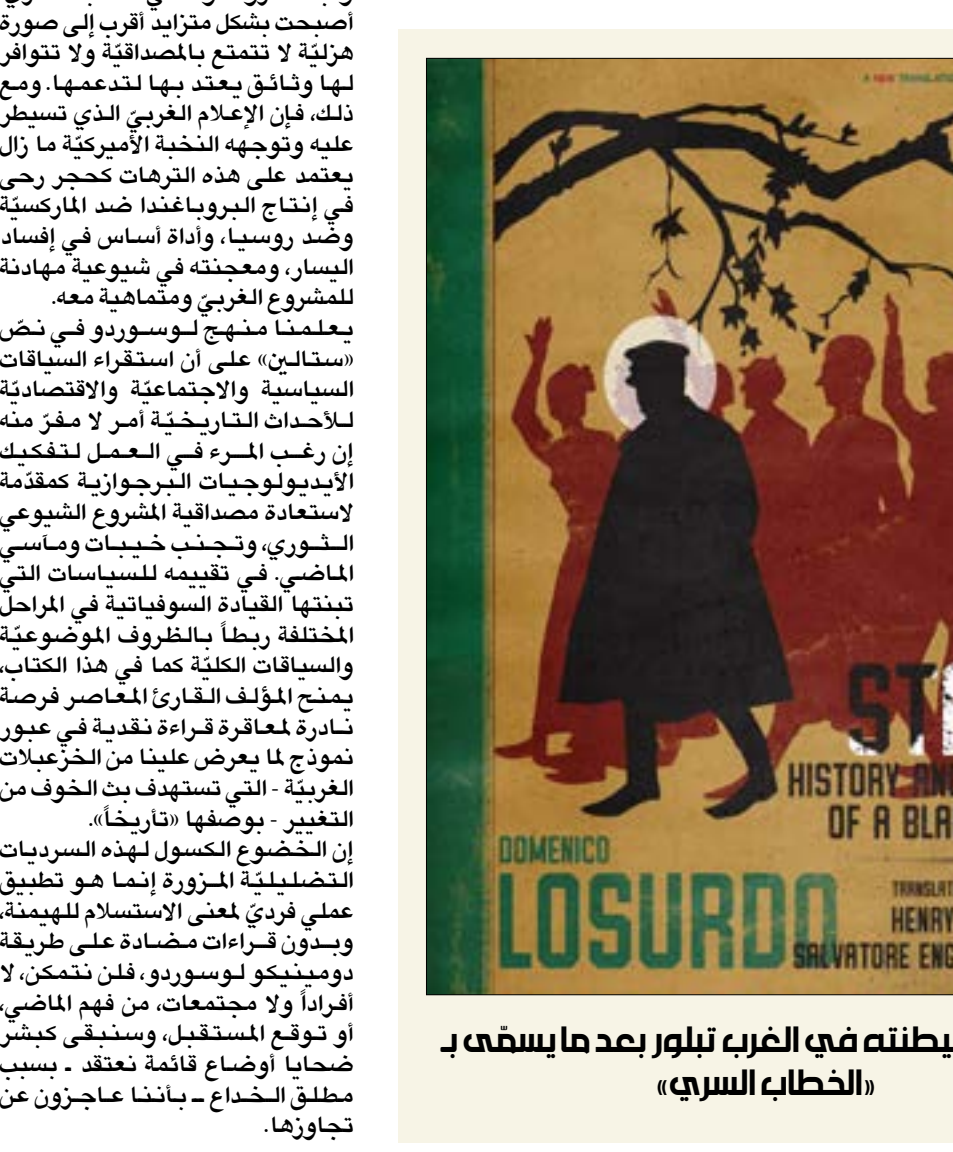 أصبحت بشكل متزايد أقرب إلى صورة
هزليّة لا تتمتع بالمصداقيّة ولا تتوافر
لها وثائق يعتد بها لتدعمها. ومع
ذلك، فإن الإعلام الغربيّ الذي تسيطر
عليه وتوجهه النخبة الأميركيّة ما زال
يعتمد على هذه الترهات كحجر رحى
في إنتاج البروباغندا ضد الماركسيّة
وضد روسيا، وأداة أساس في إفساد
اليسار، ومعجنته في شيوعية مهادنة
للمشروع الغربيّ ومتماهية معه.
يعلمنا منهج لوسوردو في نصّ
«ستالين» على أن استقراء السياقات
السياسية والاجتماعيّة والاقتصاديّة
للأحداث التاريخيّة أمر لا مفرّ منه
إن رغب المرء في العمل لتفكيك
الأيديولوجيات البرجوازية كمقدّمة
لاستعادة مصداقية المشروع الشيوعي
الثوري، وتجنب خيبات ومآسي
الماضي. في تقييمه للسياسات التي
تبنتها القيادة السوفياتية في المراحل
المختلفة ربطاً بالظروف الموضوعيّة
والسياقات الكليّة كما في هذا الكتاب،
يمنح المؤلف القارئ المعاصر فرصة
نادرة لمعاقرة قراءة نقدية في عبور
نموذج لما يعرض علينا من الخزعبلات
الغربيّة - التي تستهدف بث الخوف من
التغيير - بوصفها «تأريخاً».
إن الخضوع الكسول لهذه السرديات
التضليليّة المزورة إنما هو تطبيق
عملي فرديّ لمعنى الاستسلام للهيمنة،
وبدون قراءات مضادة على طريقة
دومينيكو لوسوردو، فلن نتمكن، لا
أفراداً ولا مجتمعات، من فهم الماضي،
أو توقع المستقبل، وسنبقى كبشر
ضحايا أوضاع قائمة نعتقد ـ بسبب
مطلق الخداع ـ بأننا عاجزون عن
تجاوزها.
A NEW
ST
HISTORY
OF A BLA
DOMENICO
LOSURDO
TRANSLAT
HENRY
SALVATORE ENG
يطنته في الغرب تبلور بعد ما يسمّى بـ
«الخطاب السري»